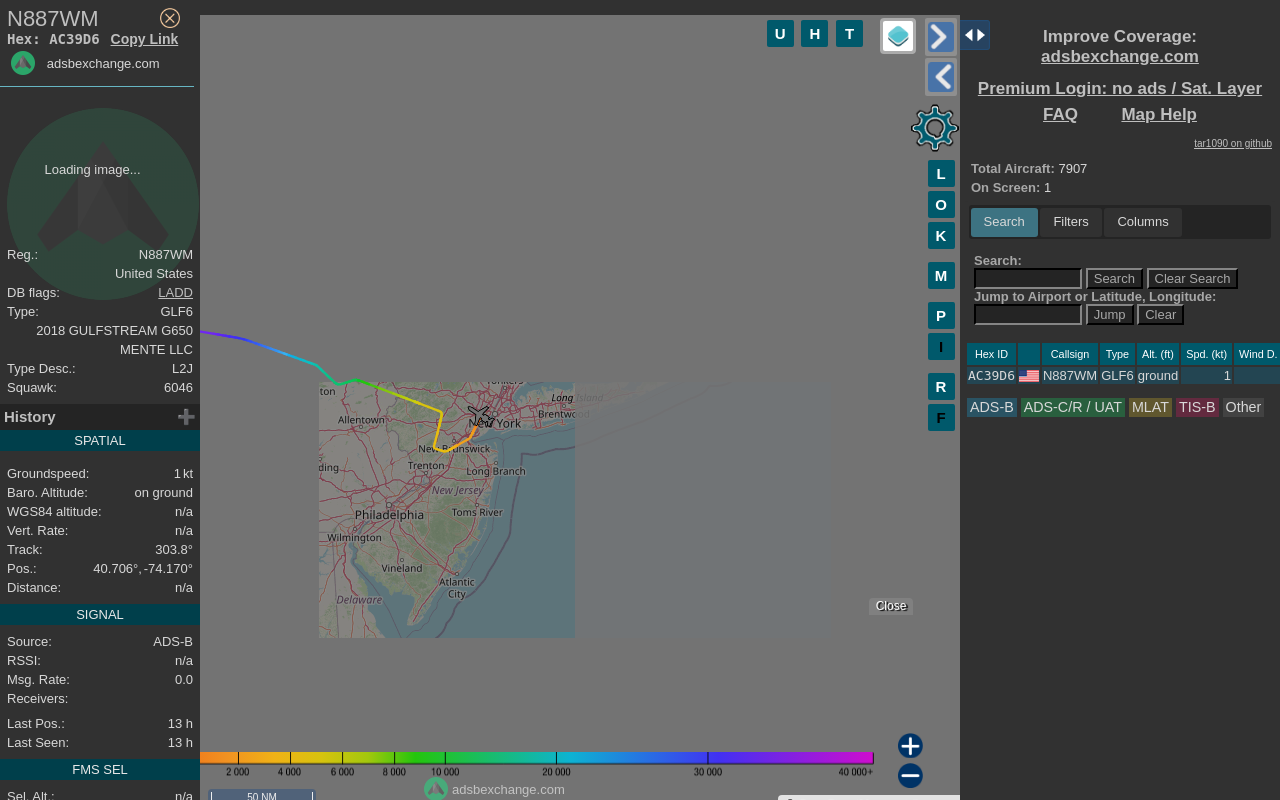 N887WM
Hex: AC39D6 Copy Link
adsbexchange.com
Loading image...
Reg.: N887WM
United States
DB flags: LADD
Type: GLF6
2018 GULFSTREAM G650
MENTE LLC
Type Desc.: L2J
Squawk: 6046
History
SPATIAL
Groundspeed: 1 kt
Baro. Altitude: on ground
WGS84 altitude: n/a
Vert. Rate: n/a
Track: 303.8°
Pos.: 40.706°, -74.170°
Distance: n/a
SIGNAL
Source: ADS-B
RSSI: n/a
Msg. Rate: 0.0
Receivers:
Last Pos.: 13 h
Last Seen: 13 h
FMS SEL
Sel. Alt.: n/a
U H T
L
O
K
M
P
I
R
F
ton
Allentown
Long Island
Brentwood
New York
New Brunswick
ding
Trenton
Long Branch
New Jersey
Philadelphia
Toms River
Wilmington
Vineland
Atlantic
City
Delaware
Close
2 000 4 000 6 000 8 000 10 000 20 000 30 000 40 000+
adsbexchange.com
50 NM
Improve Coverage:
adsbexchange.com
Premium Login: no ads / Sat. Layer
FAQ Map Help
tar1090 on github
Total Aircraft: 7907
On Screen: 1
Search Filters Columns
Search:
Search Clear Search
Jump to Airport or Latitude, Longitude:
Jump Clear
Hex ID Callsign Type Alt. (ft) Spd. (kt) Wind D.
AC39D6 N887WM GLF6 ground 1
ADS-B ADS-C/R / UAT MLAT TIS-B Other